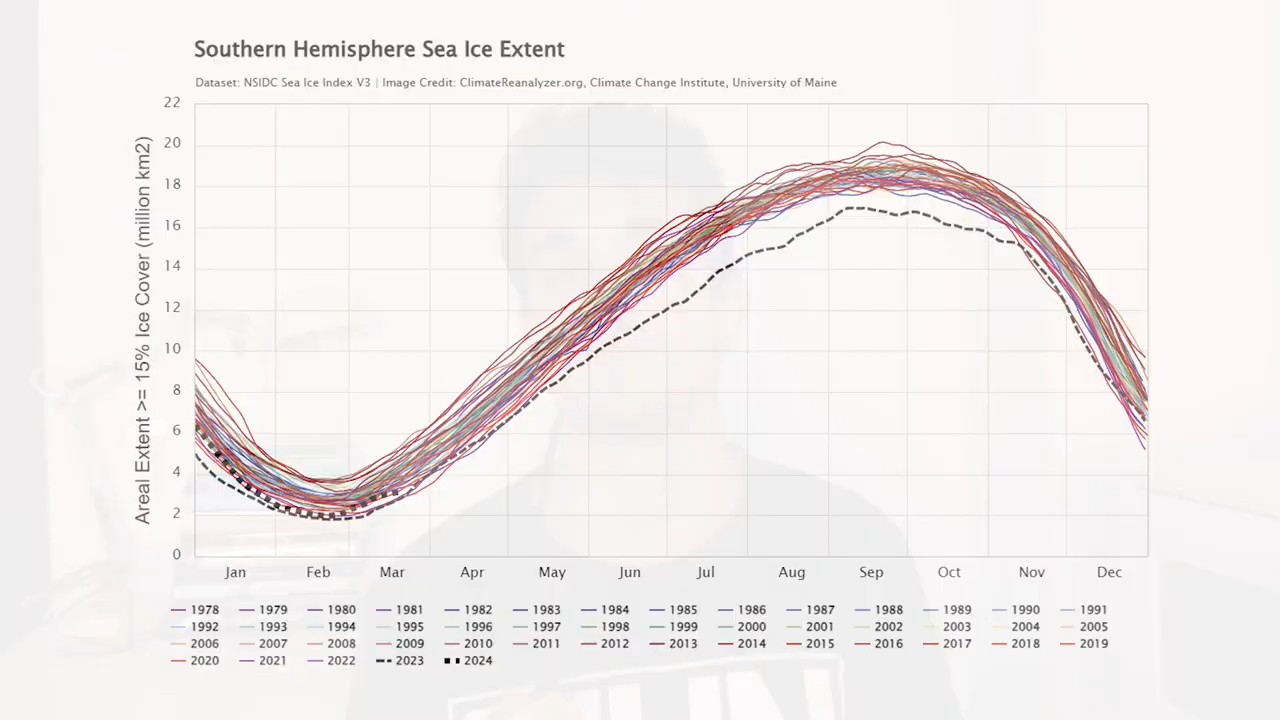 Southern Hemisphere Sea Ice Extent
Dataset: NSIDC Sea Ice Index V3 | Image Credit: ClimateReanalyzer.org, Climate Change Institute, University of Maine
Areal Extent >= 15% Ice Cover (million km2)
22
20
18
16
14
12
10
8
6
4
2
0
Jan Feb Mar Apr May Jun Jul Aug Sep Oct Nov Dec
1978 1979 1980 1981 1982 1983 1984 1985 1986 1987 1988 1989 1990 1991
1992 1993 1994 1995 1996 1997 1998 1999 2000 2001 2002 2003 2004 2005
2006 2007 2008 2009 2010 2011 2012 2013 2014 2015 2016 2017 2018 2019
2020 2021 2022 2023 2024